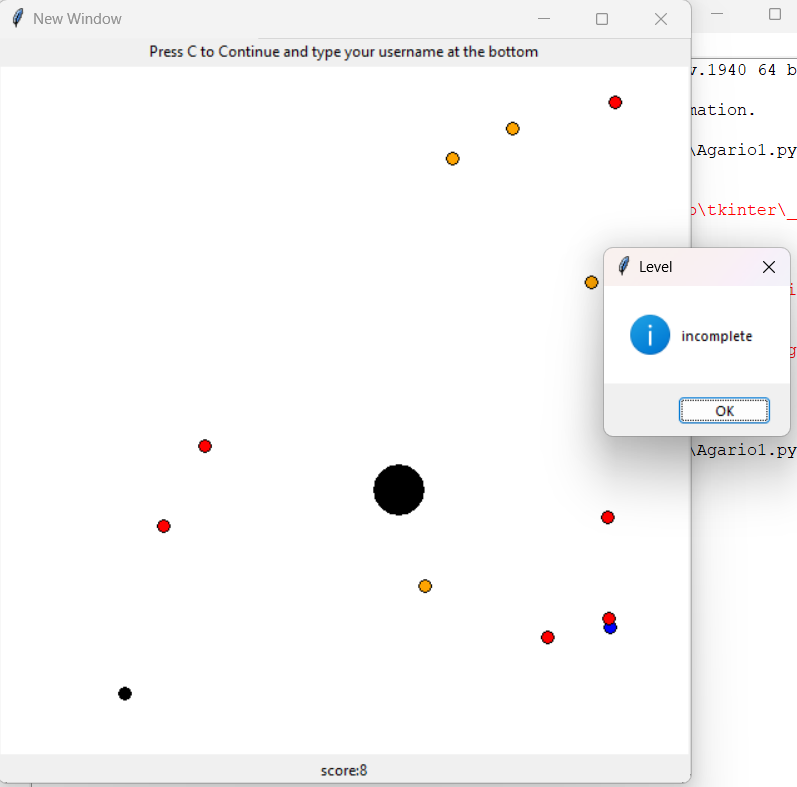 New Window
Press C to Continue and type your username at the bottom
v.1940 64 b
mation.
\Agario1.py
\tkinter\_
Level
incomplete
OK
\Agario1.py
score:8